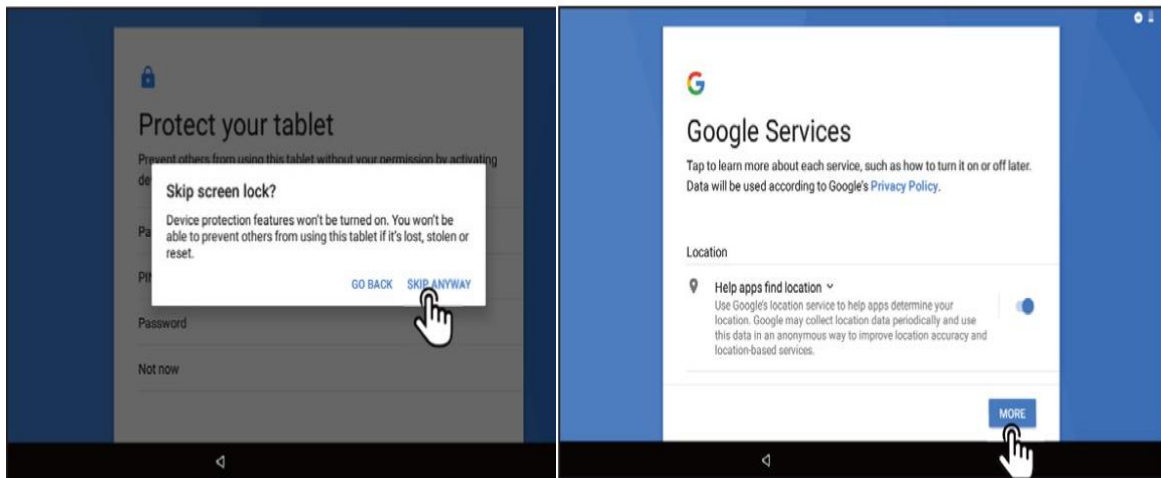 Protect your tablet
Prevent others from using this tablet without your permission by activating
Skip screen lock?
Device protection features won't be turned on. You won't be
able to prevent others from using this tablet if it's lost, stolen or
reset.
GO BACK SKIP ANYWAY
Password
Not now
G
Google Services
Tap to learn more about each service, such as how to turn it on or off later.
Data will be used according to Google's Privacy Policy.
Location
Help apps find location
Use Google's location service to help apps determine your
location. Google may collect location data periodically and use
this data in an anonymous way to improve location accuracy and
location-based services.
MORE